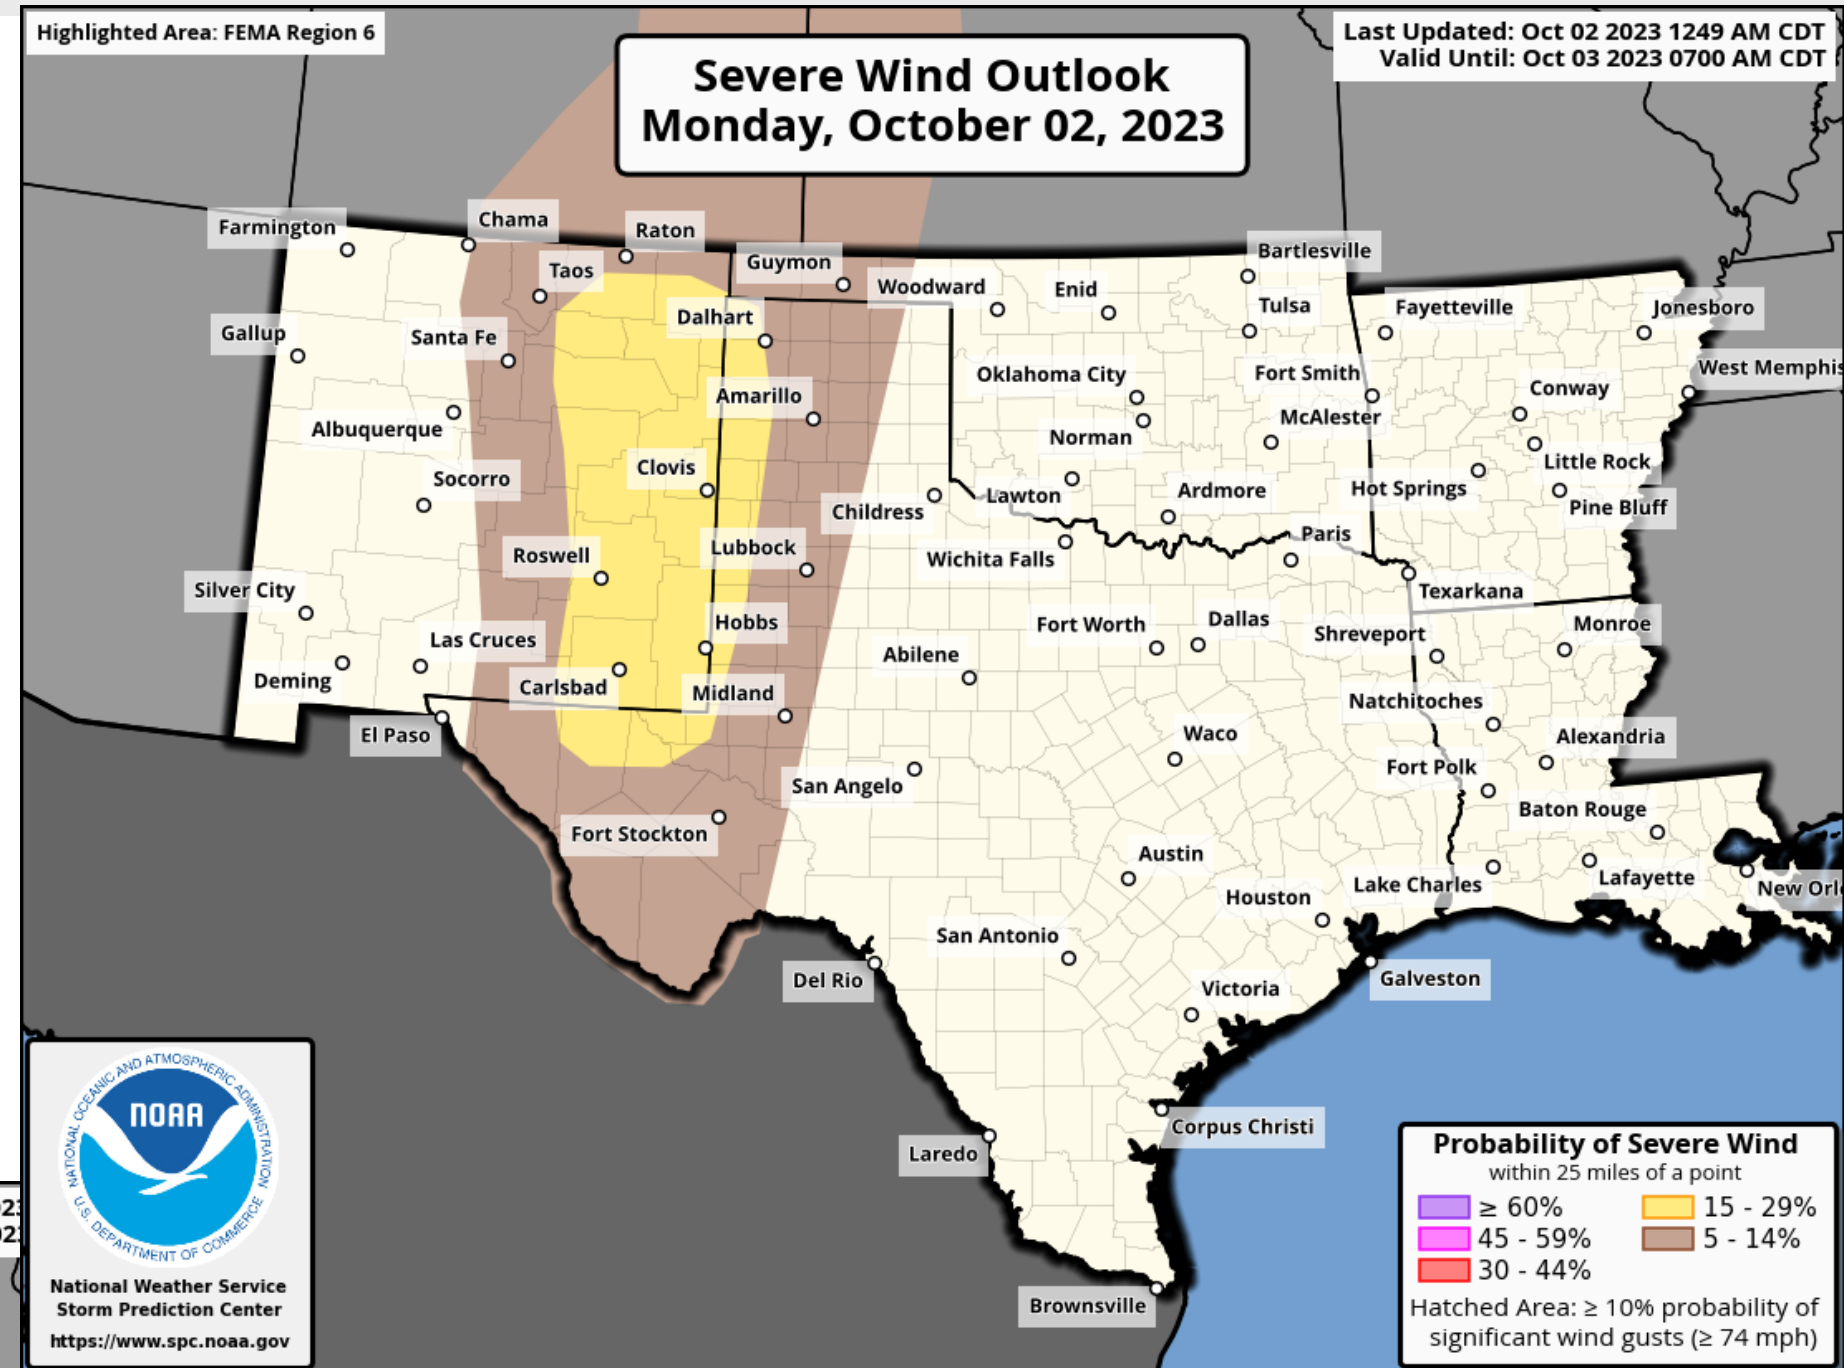 Highlighted Area: FEMA Region 6
Last Updated: Oct 02 2023 1249 AM CDT
Valid Until: Oct 03 2023 0700 AM CDT
Severe Wind Outlook
Monday, October 02, 2023
Farmington
Chama
Raton
Taos
Guymon
Bartlesville
Woodward
Enid
Tulsa
Fayetteville
Jonesboro
Gallup
Santa Fe
Dalhart
West Memphis
Oklahoma City
Fort Smith
Conway
Amarillo
McAlester
Albuquerque
Norman
Clovis
Little Rock
Socorro
Lawton
Ardmore
Hot Springs
Pine Bluff
Childress
Paris
Roswell
Lubbock
Wichita Falls
Silver City
Texarkana
Hobbs
Fort Worth
Dallas
Shreveport
Monroe
Las Cruces
Abilene
Deming
Carlsbad
Midland
Natchitoches
El Paso
Waco
Alexandria
San Angelo
Fort Polk
Baton Rouge
Fort Stockton
Austin
Lake Charles
Lafayette
New Orl
Houston
San Antonio
Del Rio
Galveston
Victoria
Corpus Christi
Laredo
Brownsville
NATIONAL OCEANIC AND ATMOSPHERIC ADMINISTRATION
NOAA
U.S. DEPARTMENT OF COMMERCE
National Weather Service
Storm Prediction Center
https://www.spc.noaa.gov
Probability of Severe Wind
within 25 miles of a point
≥ 60%
15 - 29%
45 - 59%
5 - 14%
30 - 44%
Hatched Area: ≥ 10% probability of
significant wind gusts (≥ 74 mph)